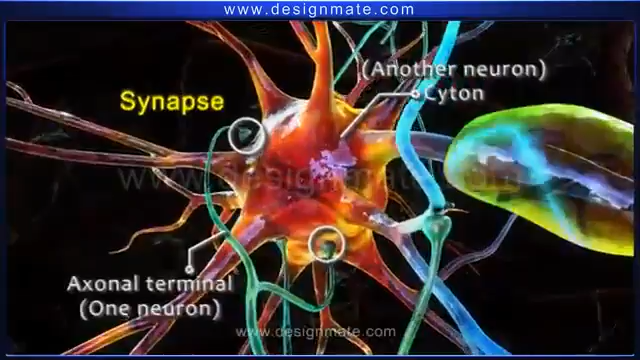 www.designmate.com
(Another neuron)
Cyton
Synapse
www.designmate.com
Axonal terminal
(One neuron)
www.designmate.com